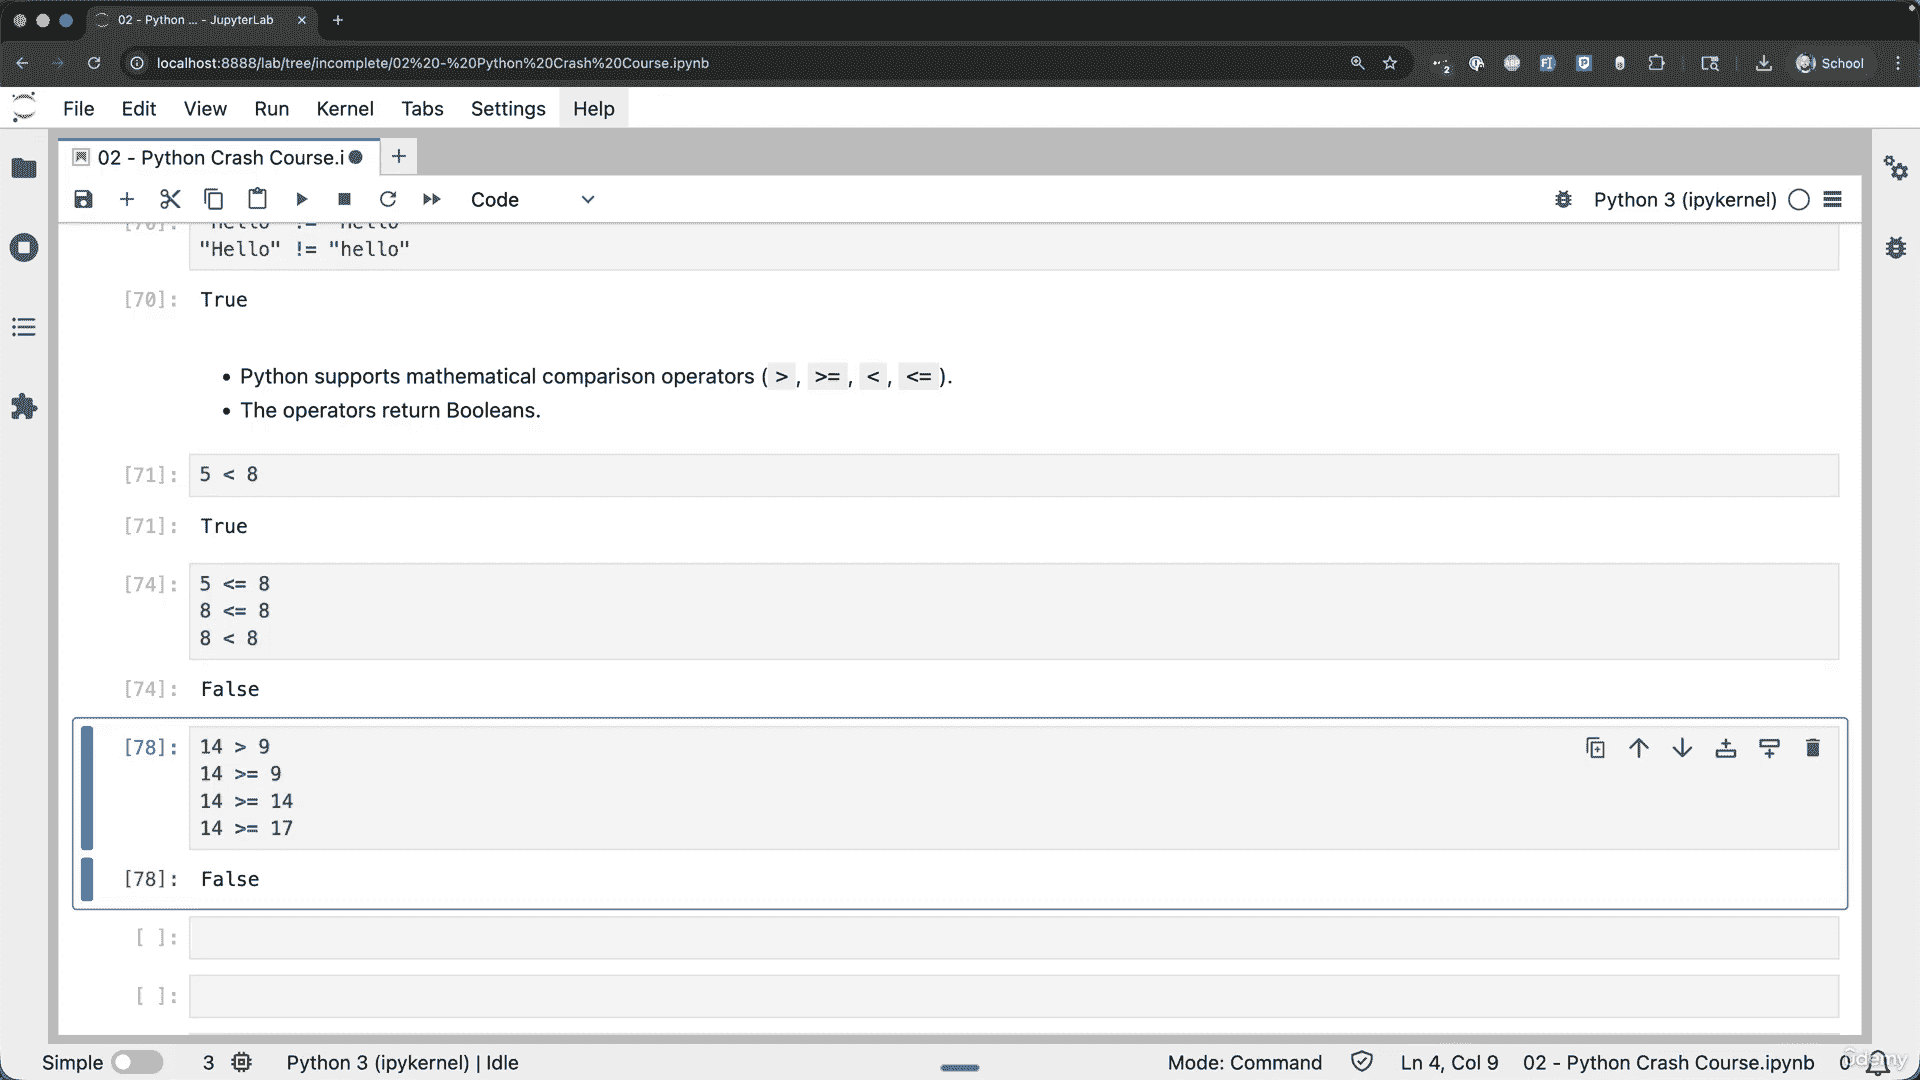 02 - Python ... - JupyterLab
localhost:8888/lab/tree/incomplete/02%20-%20Python%20Crash%20Course.ipynb
2
School
File Edit View Run Kernel Tabs Settings Help
02 - Python Crash Course.i
Code
Python 3 (ipykernel)
[70]:
"Hello" != "hello"
[70]: True
• Python supports mathematical comparison operators ( > , >= , < , <= ).
• The operators return Booleans.
[71]: 5 < 8
[71]: True
[74]: 5 <= 8
8 <= 8
8 < 8
[74]: False
[78]: 14 > 9
14 >= 9
14 >= 14
14 >= 17
[78]: False
[ ]:
[ ]:
Simple 3 Python 3 (ipykernel) | Idle Mode: Command Ln 4, Col 9 02 - Python Crash Course.ipynb 0
Udemy